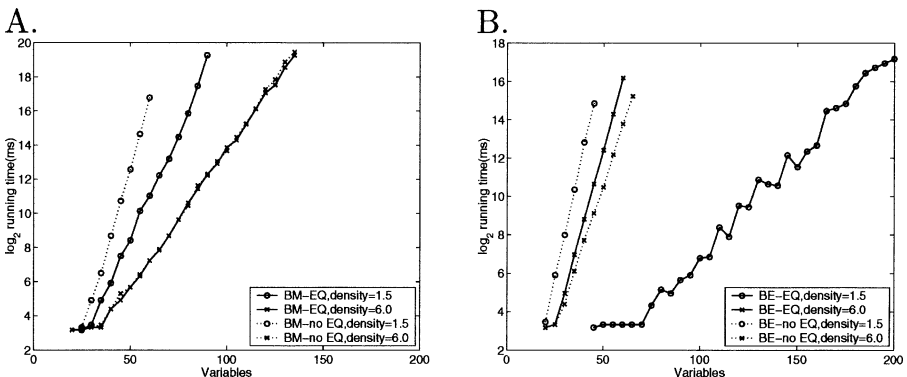 A.
20
18
16
14
12
10
8
6
4
2
0
50
100
150
200
Variables
log2 running time(ms)
BM-EQ,density=1.5
BM-EQ,density=6.0
BM-no EQ,density=1.5
BM-no EQ,density=6.0
B.
18
16
14
12
10
8
6
4
2
0
50
100
150
200
Variables
log2 running time(ms)
BE-EQ,density=1.5
BE-EQ,density=6.0
BE-no EQ,density=1.5
BE-no EQ,density=6.0